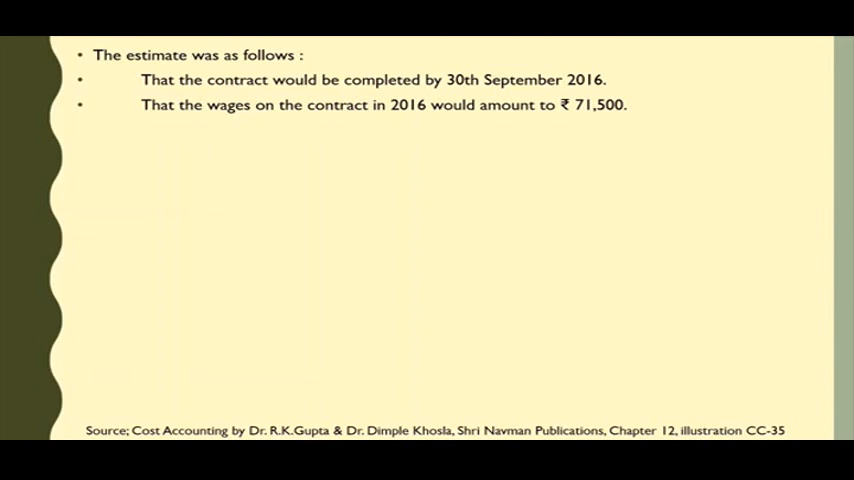 • The estimate was as follows :
• That the contract would be completed by 30th September 2016.
• That the wages on the contract in 2016 would amount to ₹ 71,500.
Source; Cost Accounting by Dr. R.K.Gupta & Dr. Dimple Khosla, Shri Navman Publications, Chapter 12, illustration CC-35